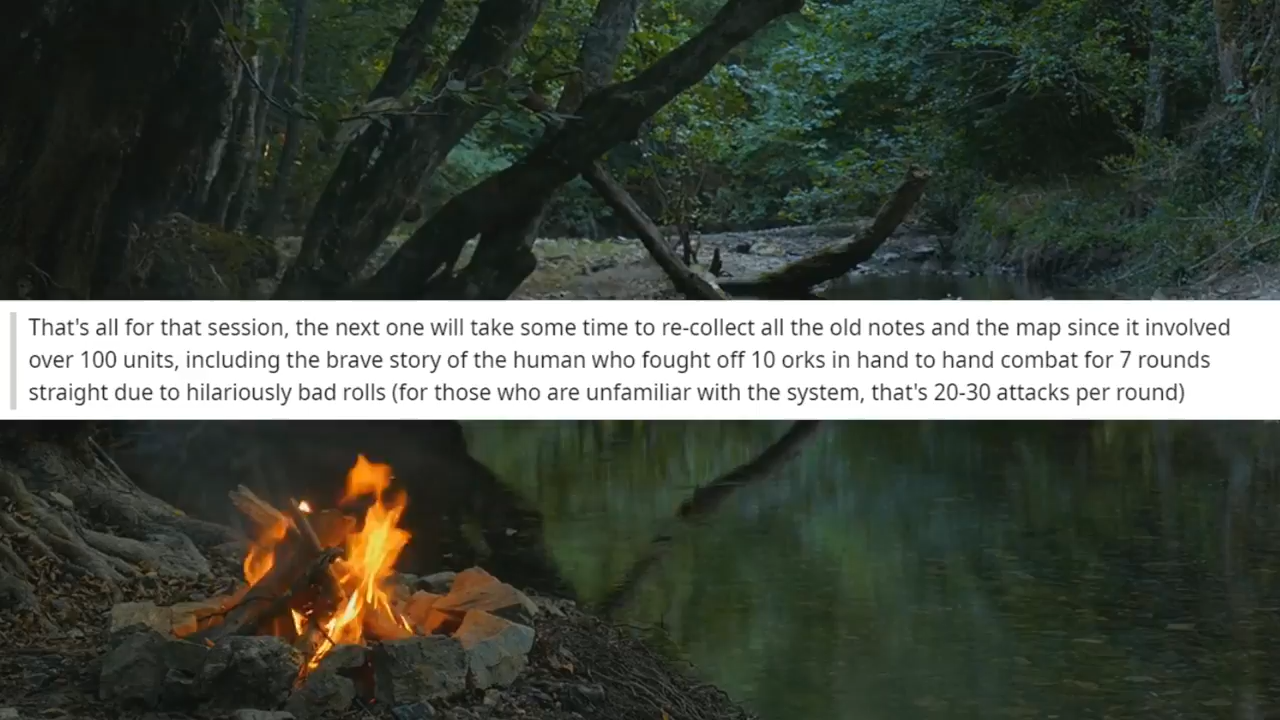 That's all for that session, the next one will take some time to re-collect all the old notes and the map since it involved
over 100 units, including the brave story of the human who fought off 10 orks in hand to hand combat for 7 rounds
straight due to hilariously bad rolls (for those who are unfamiliar with the system, that's 20-30 attacks per round)